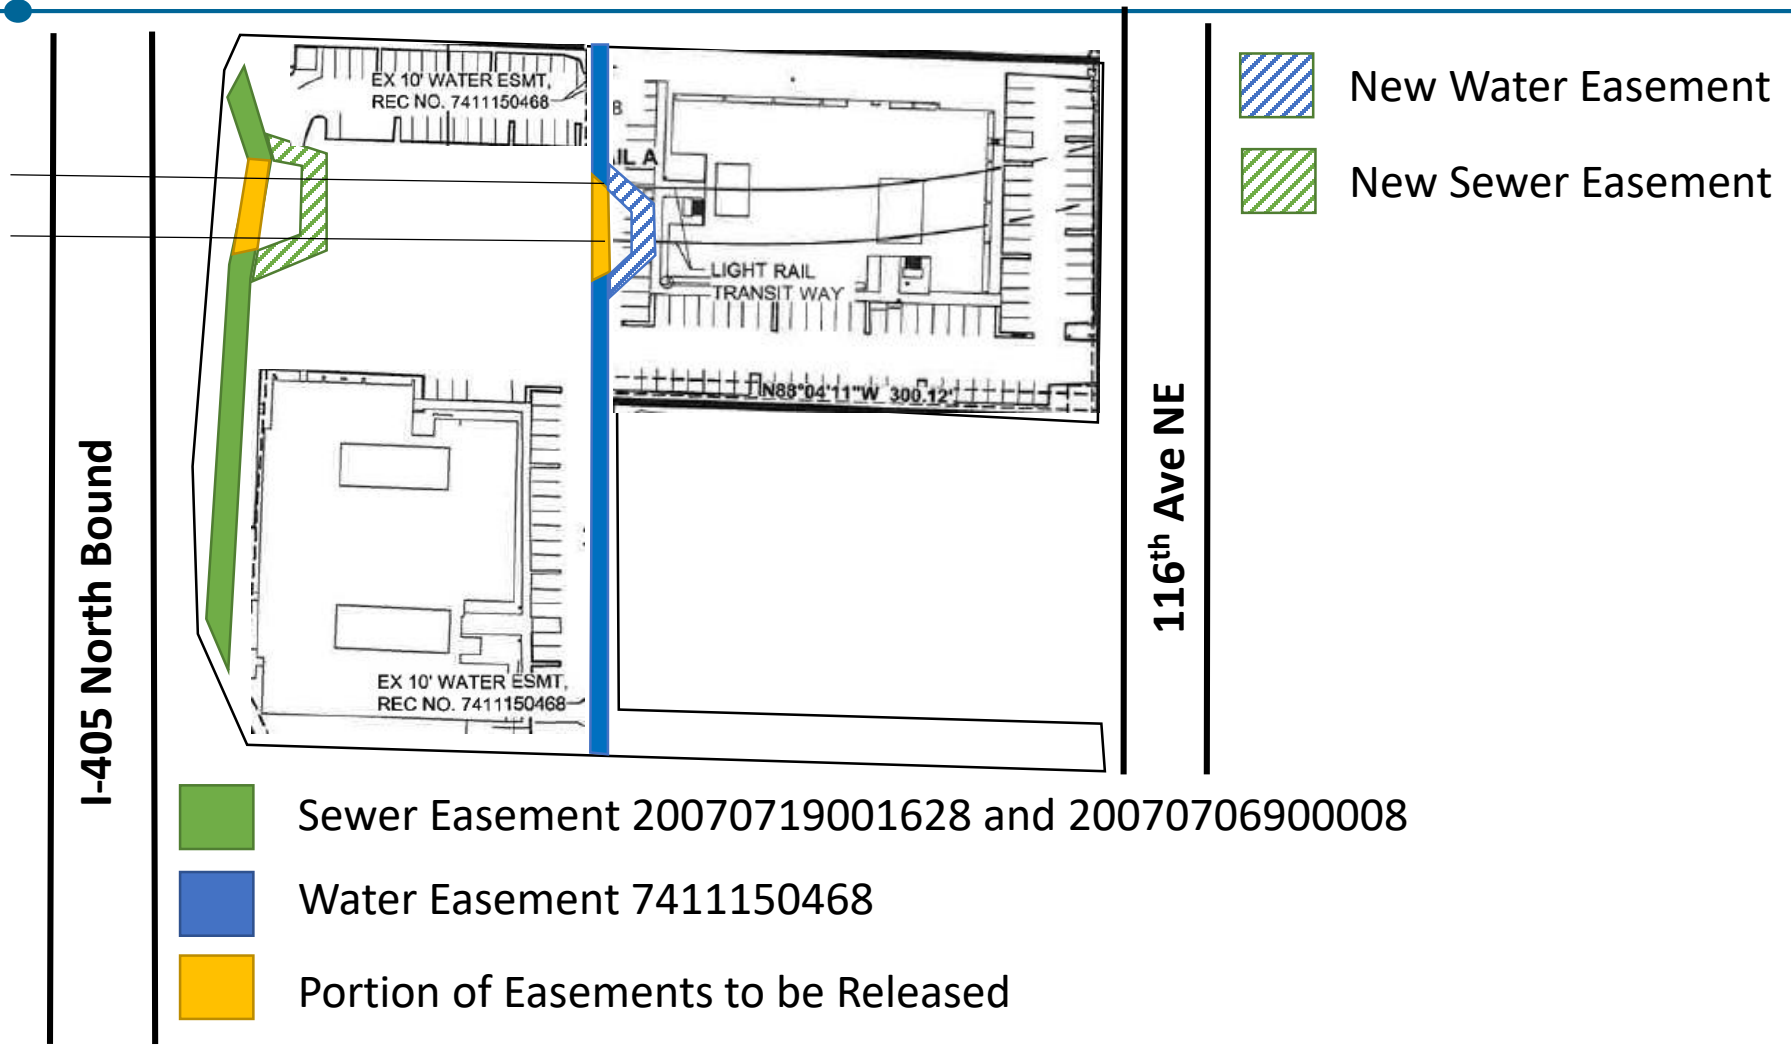 EX 10' WATER ESMT,
REC NO. 7411150468
B
IL A
LIGHT RAIL
TRANSIT WAY
N88°04'11"W 300.12'
EX 10' WATER ESMT,
REC NO. 7411150468
I-405 North Bound
116th Ave NE
New Water Easement
New Sewer Easement
Sewer Easement 20070719001628 and 20070706900008
Water Easement 7411150468
Portion of Easements to be Released